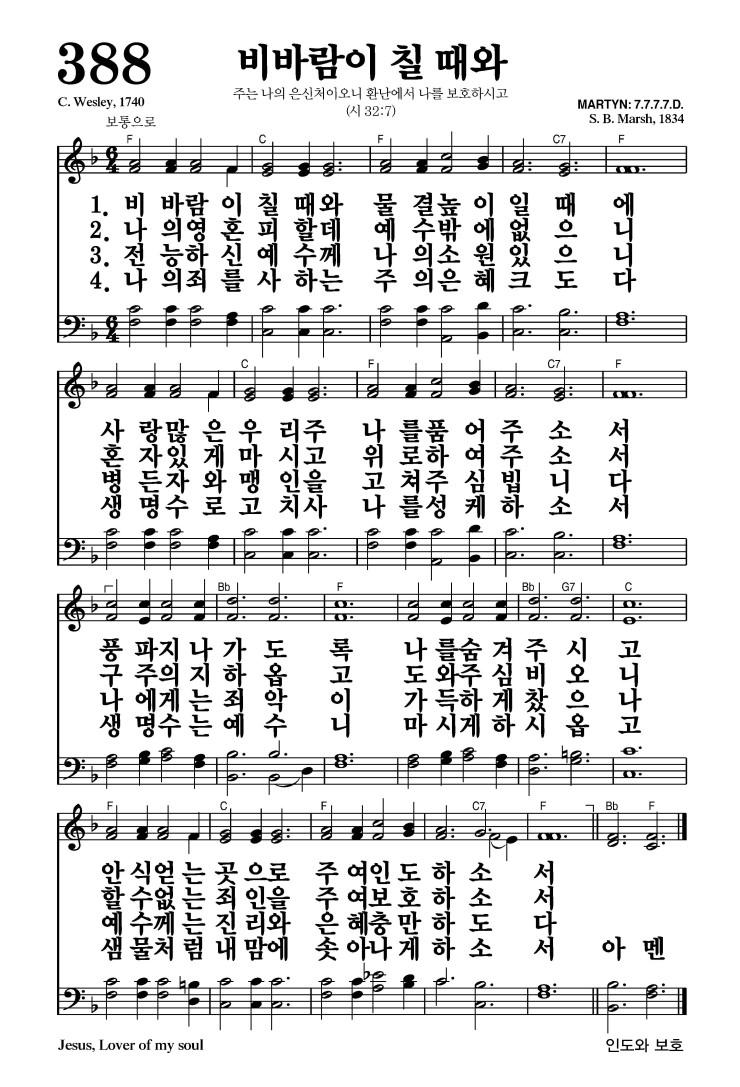 388
비바람이 칠 때와
주는 나의 은신처이오니 환난에서 나를 보호하시고
(시 32:7)
C. Wesley, 1740
MARTYN: 7.7.7.7.D.
S. B. Marsh, 1834
보통으로
F C F C7 F
1. 비 바람 이 칠 때와 물 결높 이 일 때 에
2. 나 의영 혼 피 할데 예 수밖 에 없 으 니
3. 전 능하 신 예 수께 나 의소 원 있 으 니
4. 나 의죄 를 사 하는 주 의은 혜 크 도 다
C F C7 F
사 랑많 은 우 리주 나 를품 어 주 소 서
혼 자있 게 마 시고 위 로하 여 주 소 서
병 든자 와 맹 인을 고 쳐주 심 빕 니 다
생 명수 로 고 치사 나 를성 케 하 소 서
Bb F Bb G7 C
풍 파지 나 가 도 록 나 를숨 겨 주 시 고
구 주의 지 하 옵 고 도 와주 심 비 오 니
나 에게 는 죄 악 이 가 득하 게 찼 으 나
생 명수 는 예 수 니 마 시게 하 시 옵 고
F C F C7 F Bb F
안 식얻 는 곳 으로 주 여인 도 하 소 서
할 수없 는 죄 인을 주 여보 호 하 소 서
예 수께 는 진 리와 은 혜충 만 하 도 다
샘 물처 럼 내 맘에 솟 아나 게 하 소 서 아 멘
Jesus, Lover of my soul
인도와 보호